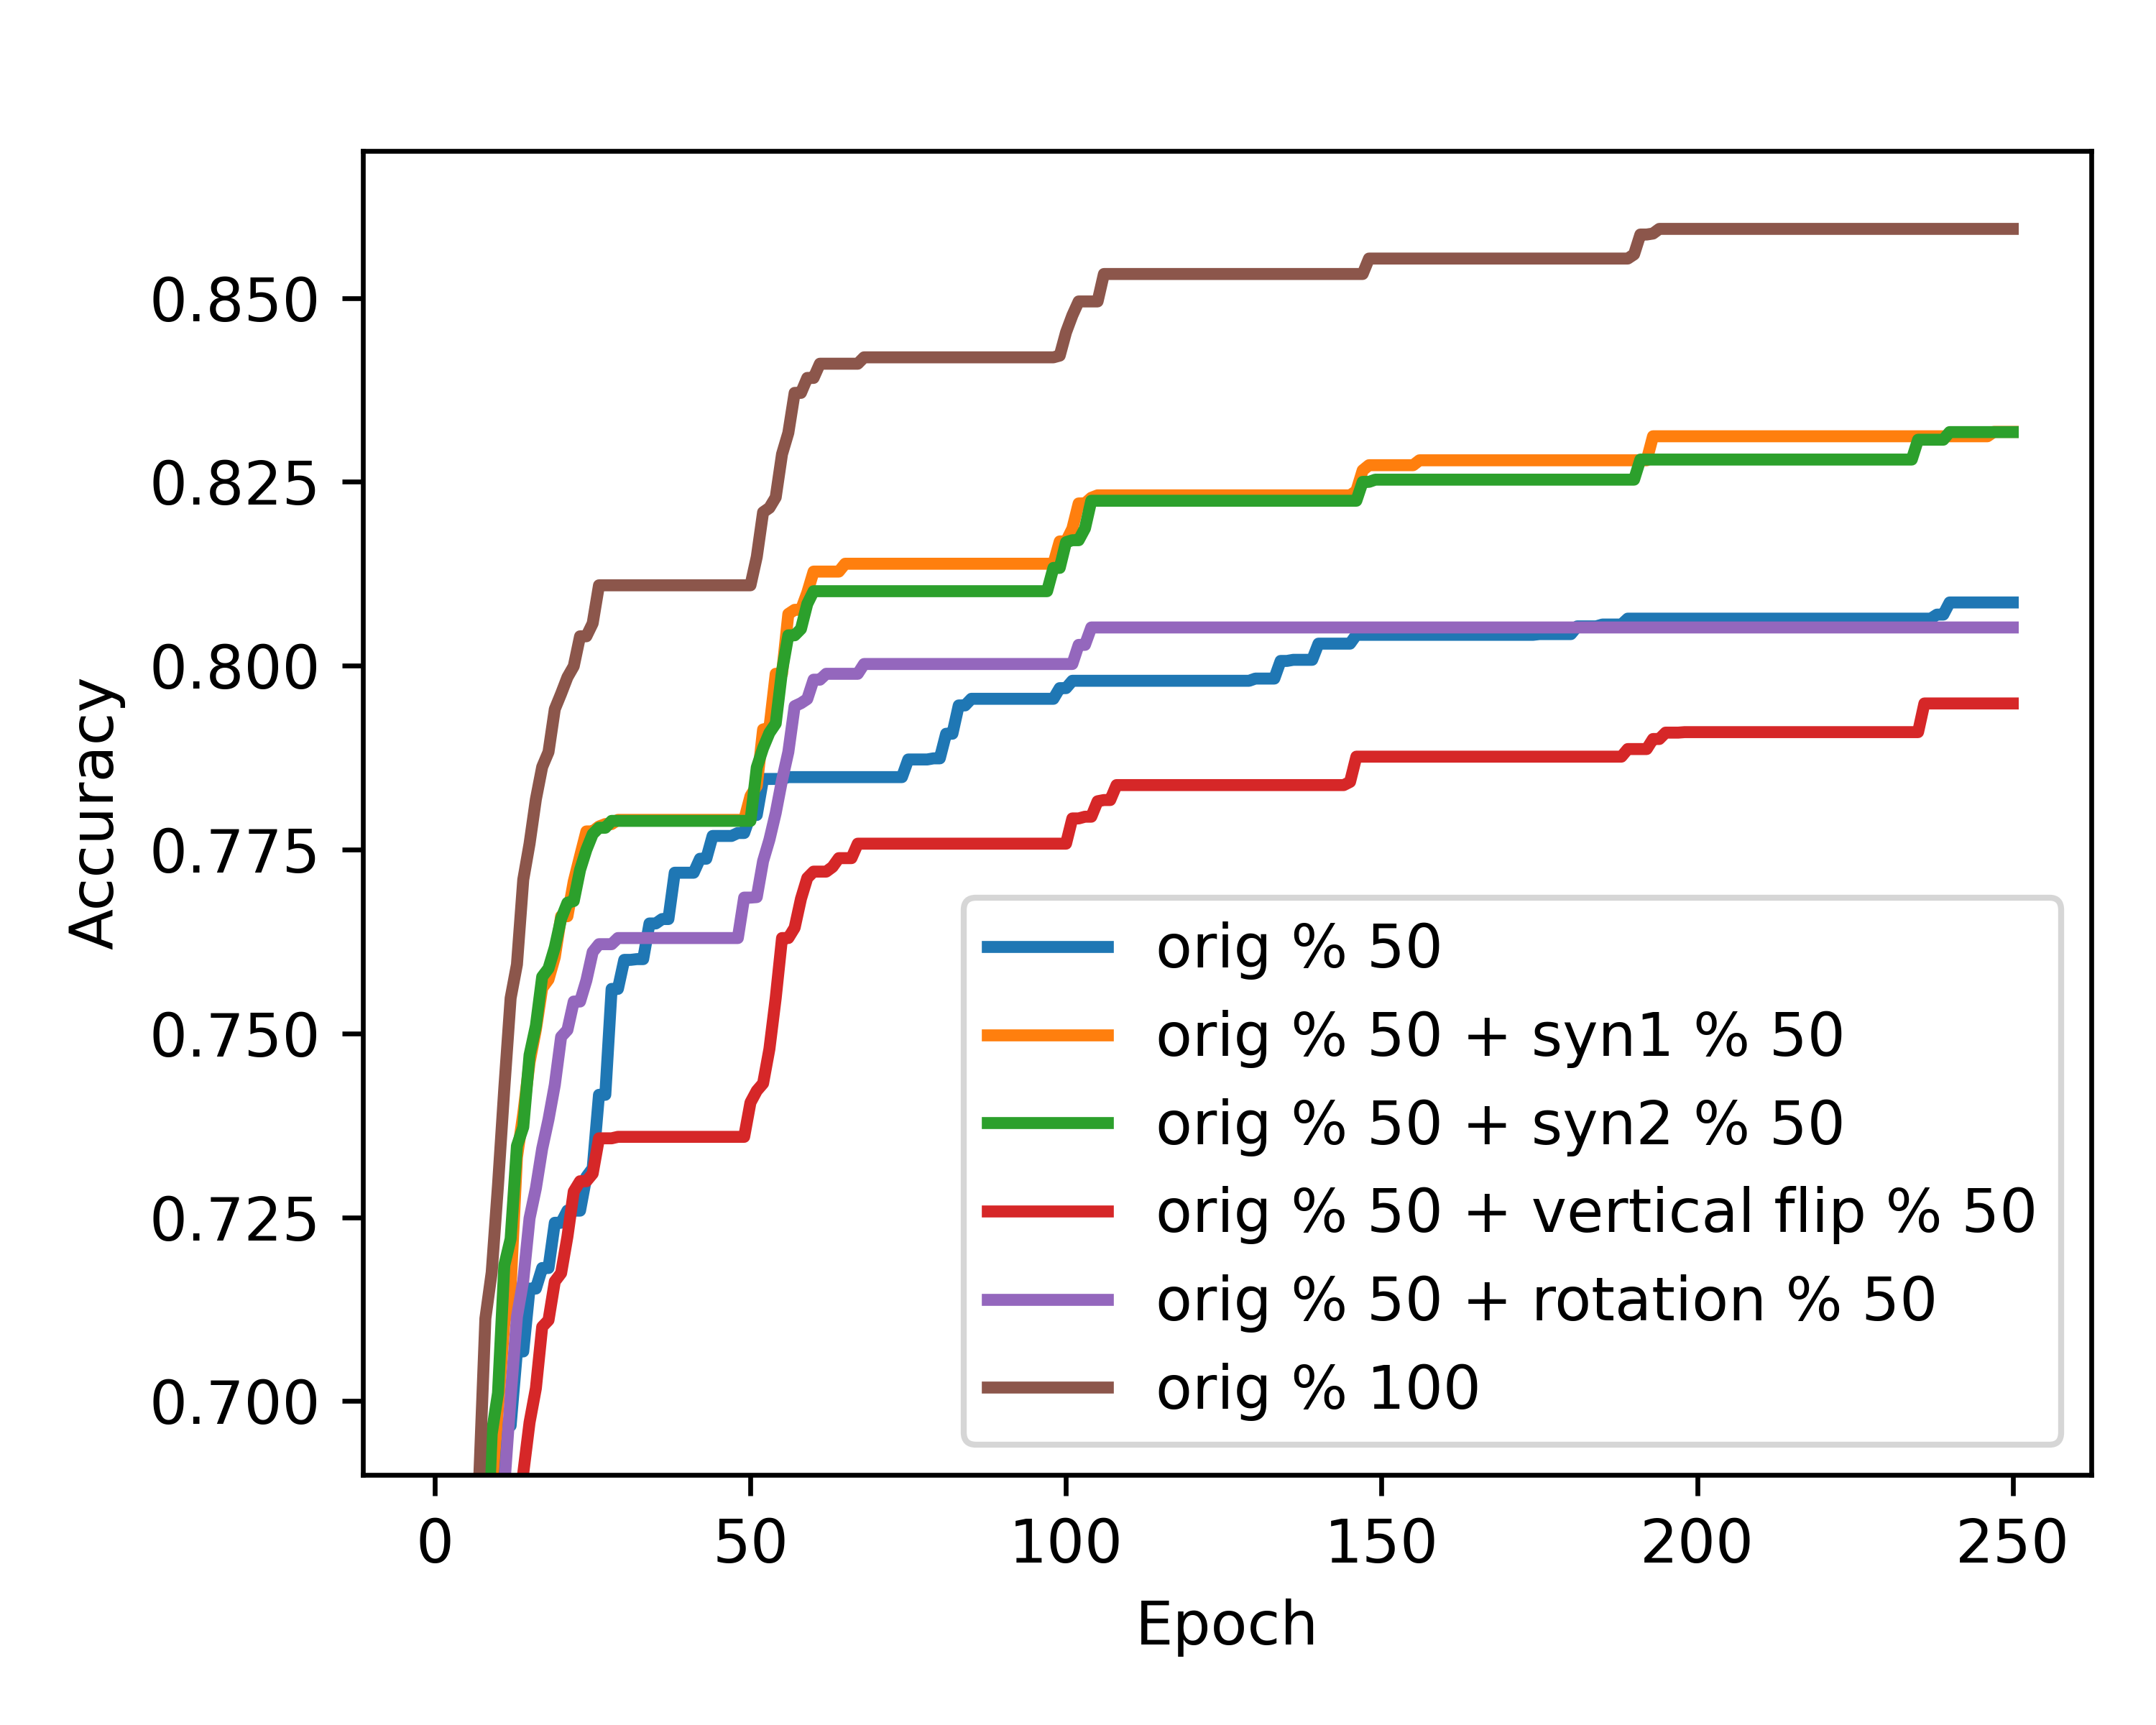 0.850
0.825
0.800
0.775
0.750
0.725
0.700
Accuracy
orig % 50
orig % 50 + syn1 % 50
orig % 50 + syn2 % 50
orig % 50 + vertical flip % 50
orig % 50 + rotation % 50
orig % 100
0 50 100 150 200 250
Epoch